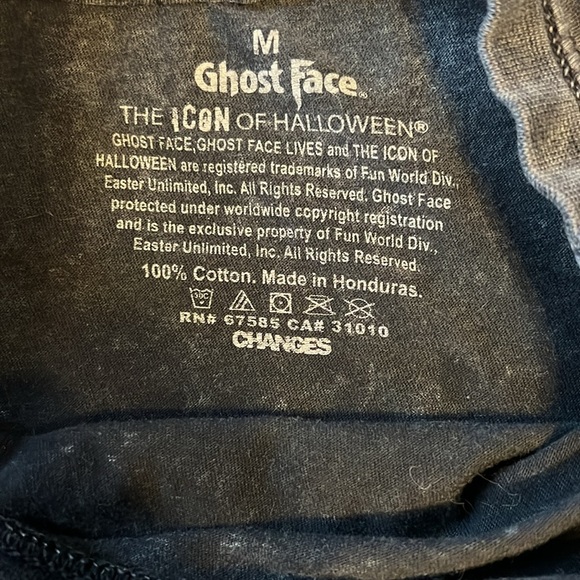 M
Ghost Face®
THE ICON OF HALLOWEEN®
GHOST FACE, GHOST FACE LIVES and THE ICON OF
HALLOWEEN are registered trademarks of Fun World Div.,
Easter Unlimited, Inc. All Rights Reserved. Ghost Face
protected under worldwide copyright registration
and is the exclusive property of Fun World Div.,
Easter Unlimited, Inc. All Rights Reserved.
100% Cotton. Made in Honduras.
RN# 67585 CA# 31010
CHANGES